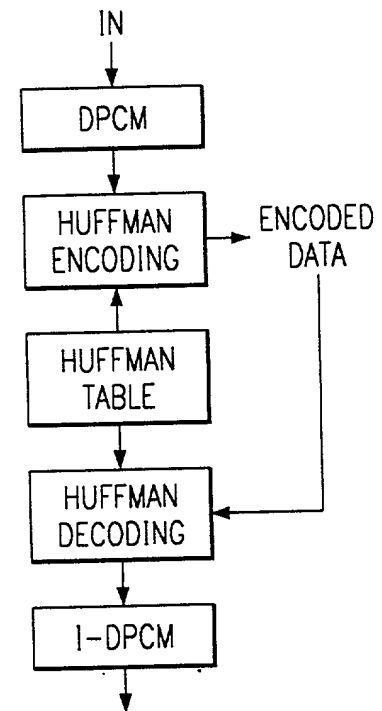 IN
DPCM
HUFFMAN
ENCODING
ENCODED
DATA
HUFFMAN
TABLE
HUFFMAN
DECODING
I-DPCM